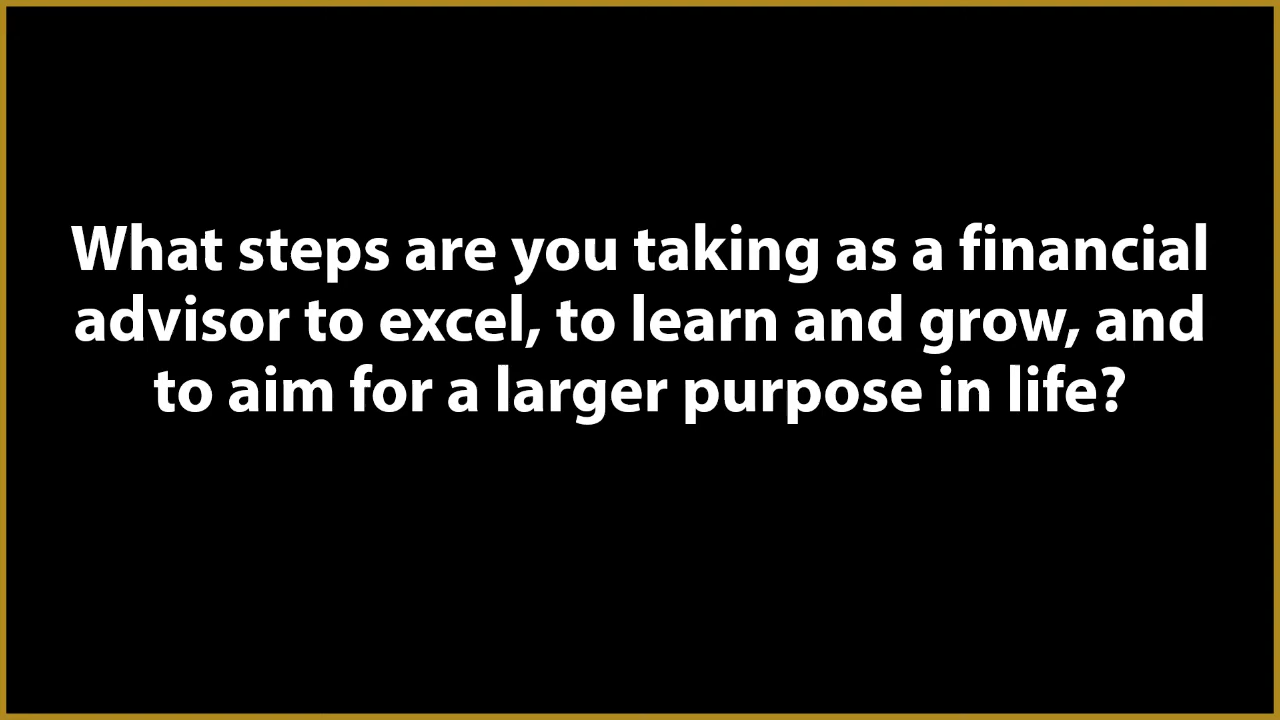 What steps are you taking as a financial
advisor to excel, to learn and grow, and
to aim for a larger purpose in life?